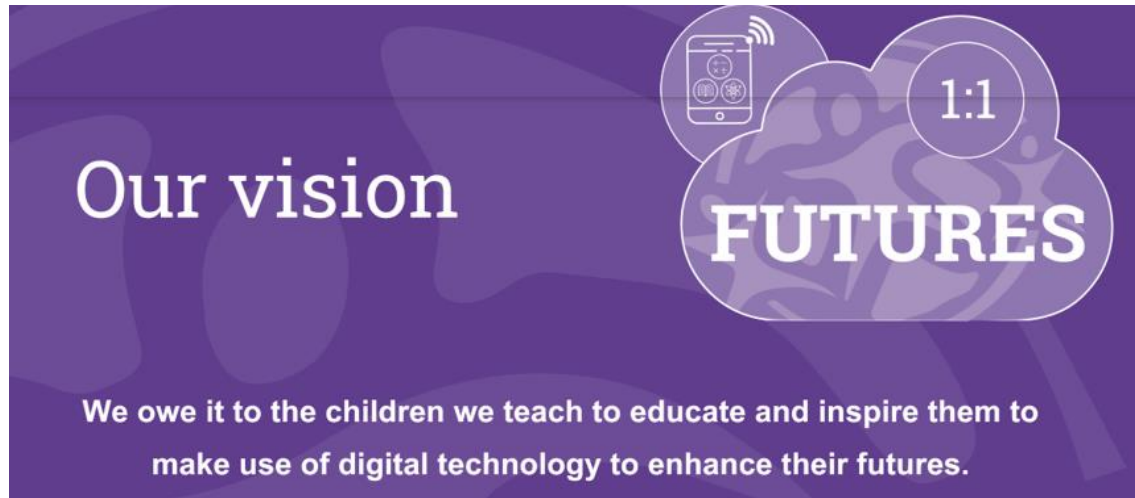 1:1
Our vision
FUTURES
We owe it to the children we teach to educate and inspire them to
make use of digital technology to enhance their futures.